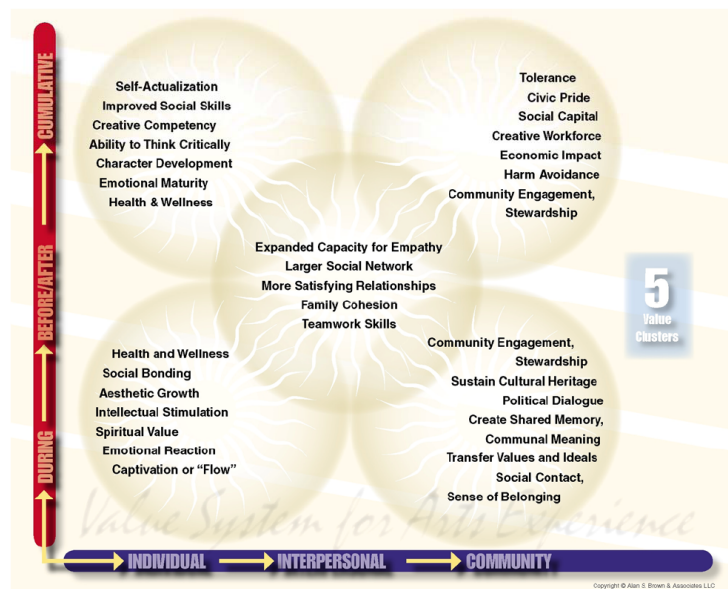 CUMULATIVE
BEFORE/AFTER
DURING
Self-Actualization
Improved Social Skills
Creative Competency
Ability to Think Critically
Character Development
Emotional Maturity
Health & Wellness
Tolerance
Civic Pride
Social Capital
Creative Workforce
Economic Impact
Harm Avoidance
Community Engagement,
Stewardship
Expanded Capacity for Empathy
Larger Social Network
More Satisfying Relationships
Family Cohesion
Teamwork Skills
5
Value
Clusters
Health and Wellness
Social Bonding
Aesthetic Growth
Intellectual Stimulation
Spiritual Value
Emotional Reaction
Captivation or “Flow”
Community Engagement,
Stewardship
Sustain Cultural Heritage
Political Dialogue
Create Shared Memory,
Communal Meaning
Transfer Values and Ideals
Social Contact,
Sense of Belonging
Value System for Arts Experience
INDIVIDUAL
INTERPERSONAL
COMMUNITY
Copyright © Alan S. Brown & Associates LLC